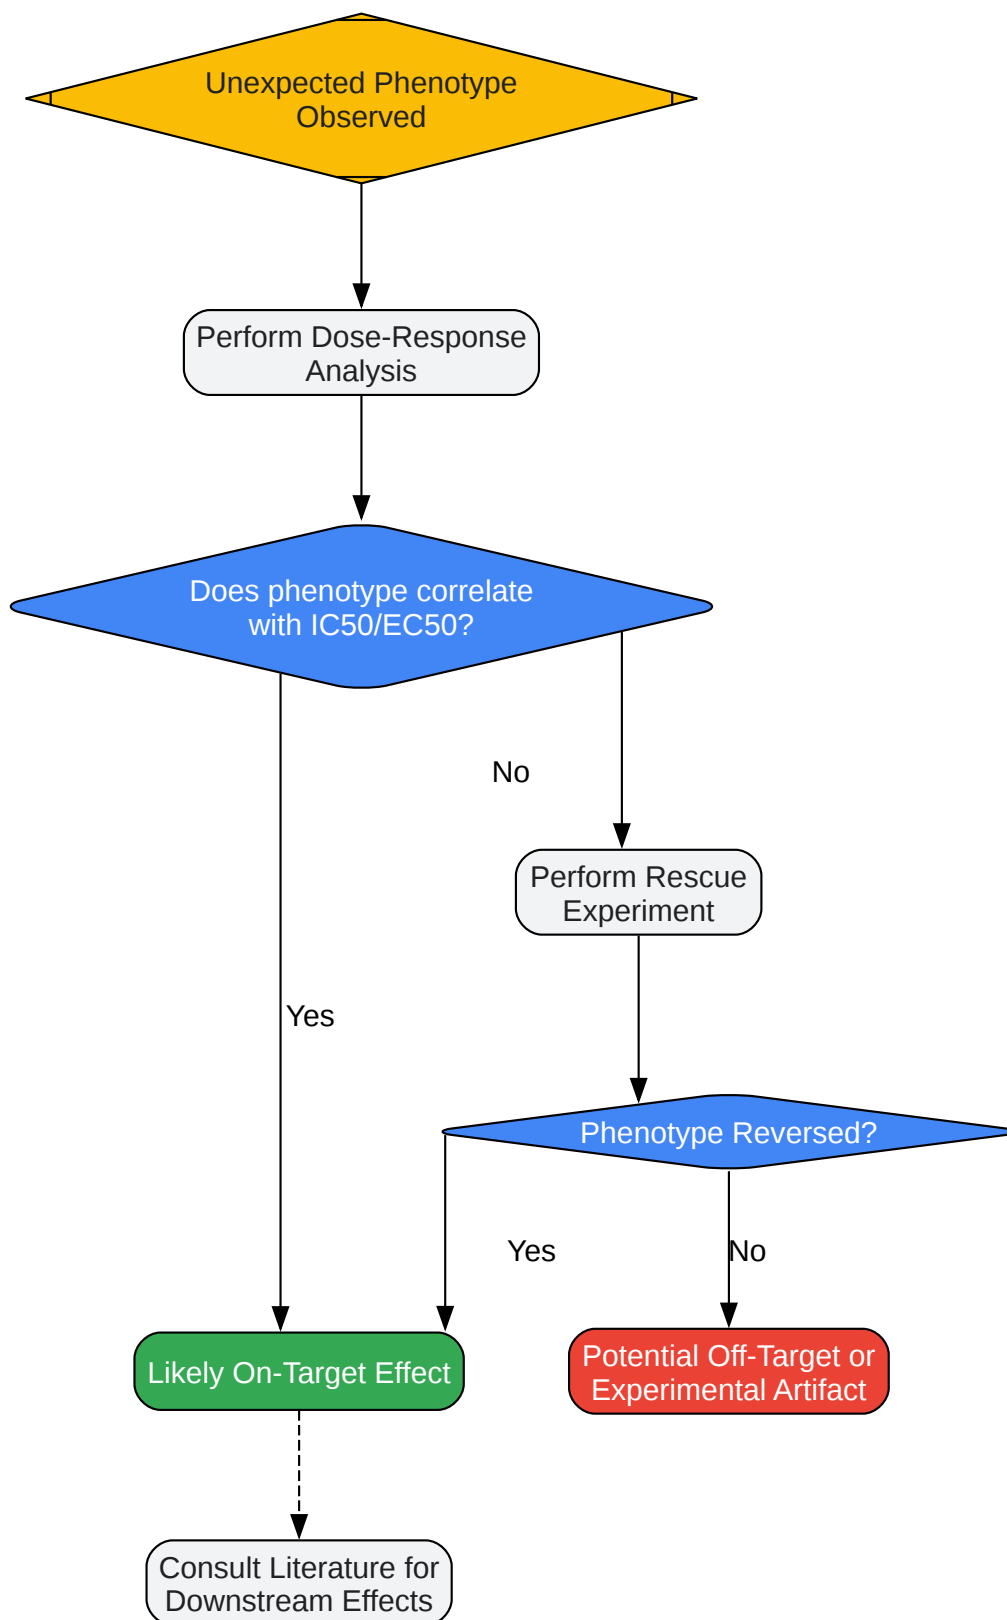 Unexpected Phenotype
Observed
Perform Dose-Response
Analysis
Does phenotype correlate
with IC50/EC50?
No
Perform Rescue
Experiment
Yes
Phenotype Reversed?
Yes
No
Likely On-Target Effect
Potential Off-Target or
Experimental Artifact
Consult Literature for
Downstream Effects